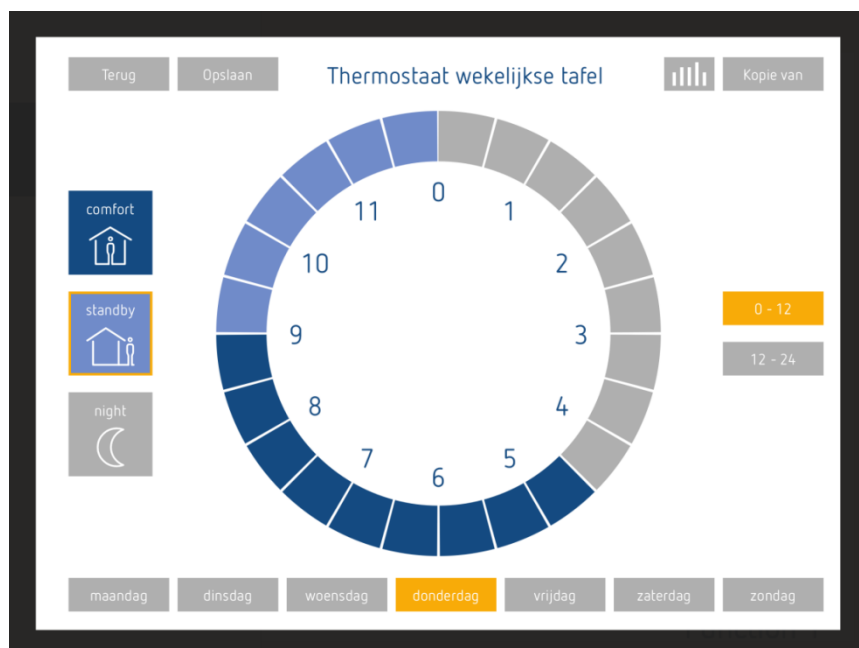 Terug
Opslaan
Thermostaat wekelijkse tafel
Kopie van
0
1
2
3
4
5
6
7
8
9
10
11
comfort
standby
night
0 - 12
12 - 24
maandag
dinsdag
woensdag
donderdag
vrijdag
zaterdag
zondag